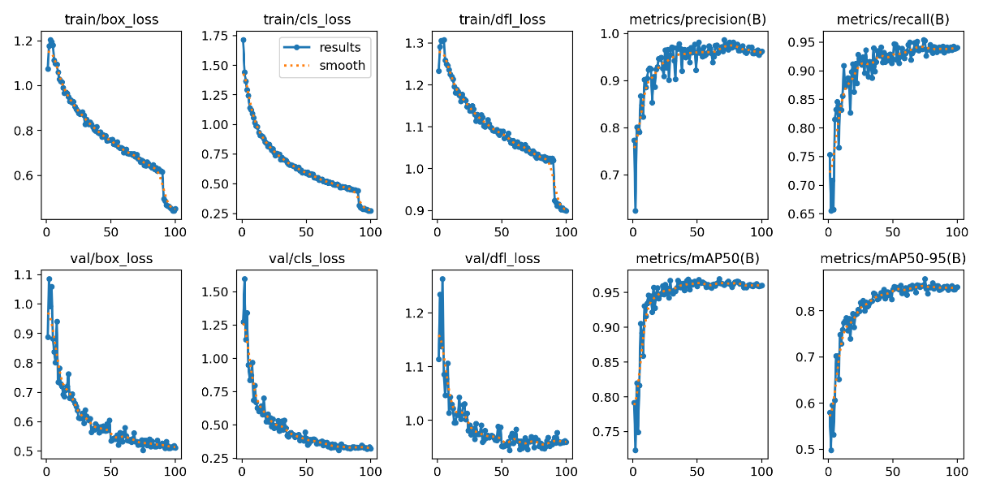 train/box_loss
train/cls_loss
train/dfl_loss
metrics/precision(B)
metrics/recall(B)
results
smooth
1.2
1.0
0.8
0.6
0 50 100
1.75
1.50
1.25
1.00
0.75
0.50
0.25
0 50 100
1.3
1.2
1.1
1.0
0.9
0 50 100
1.0
0.9
0.8
0.7
0 50 100
0.95
0.90
0.85
0.80
0.75
0.70
0.65
0 50 100
val/box_loss
val/cls_loss
val/dfl_loss
metrics/mAP50(B)
metrics/mAP50-95(B)
1.1
1.0
0.9
0.8
0.7
0.6
0.5
0 50 100
1.50
1.25
1.00
0.75
0.50
0.25
0 50 100
1.2
1.1
1.0
0 50 100
0.95
0.90
0.85
0.80
0.75
0 50 100
0.8
0.7
0.6
0.5
0 50 100